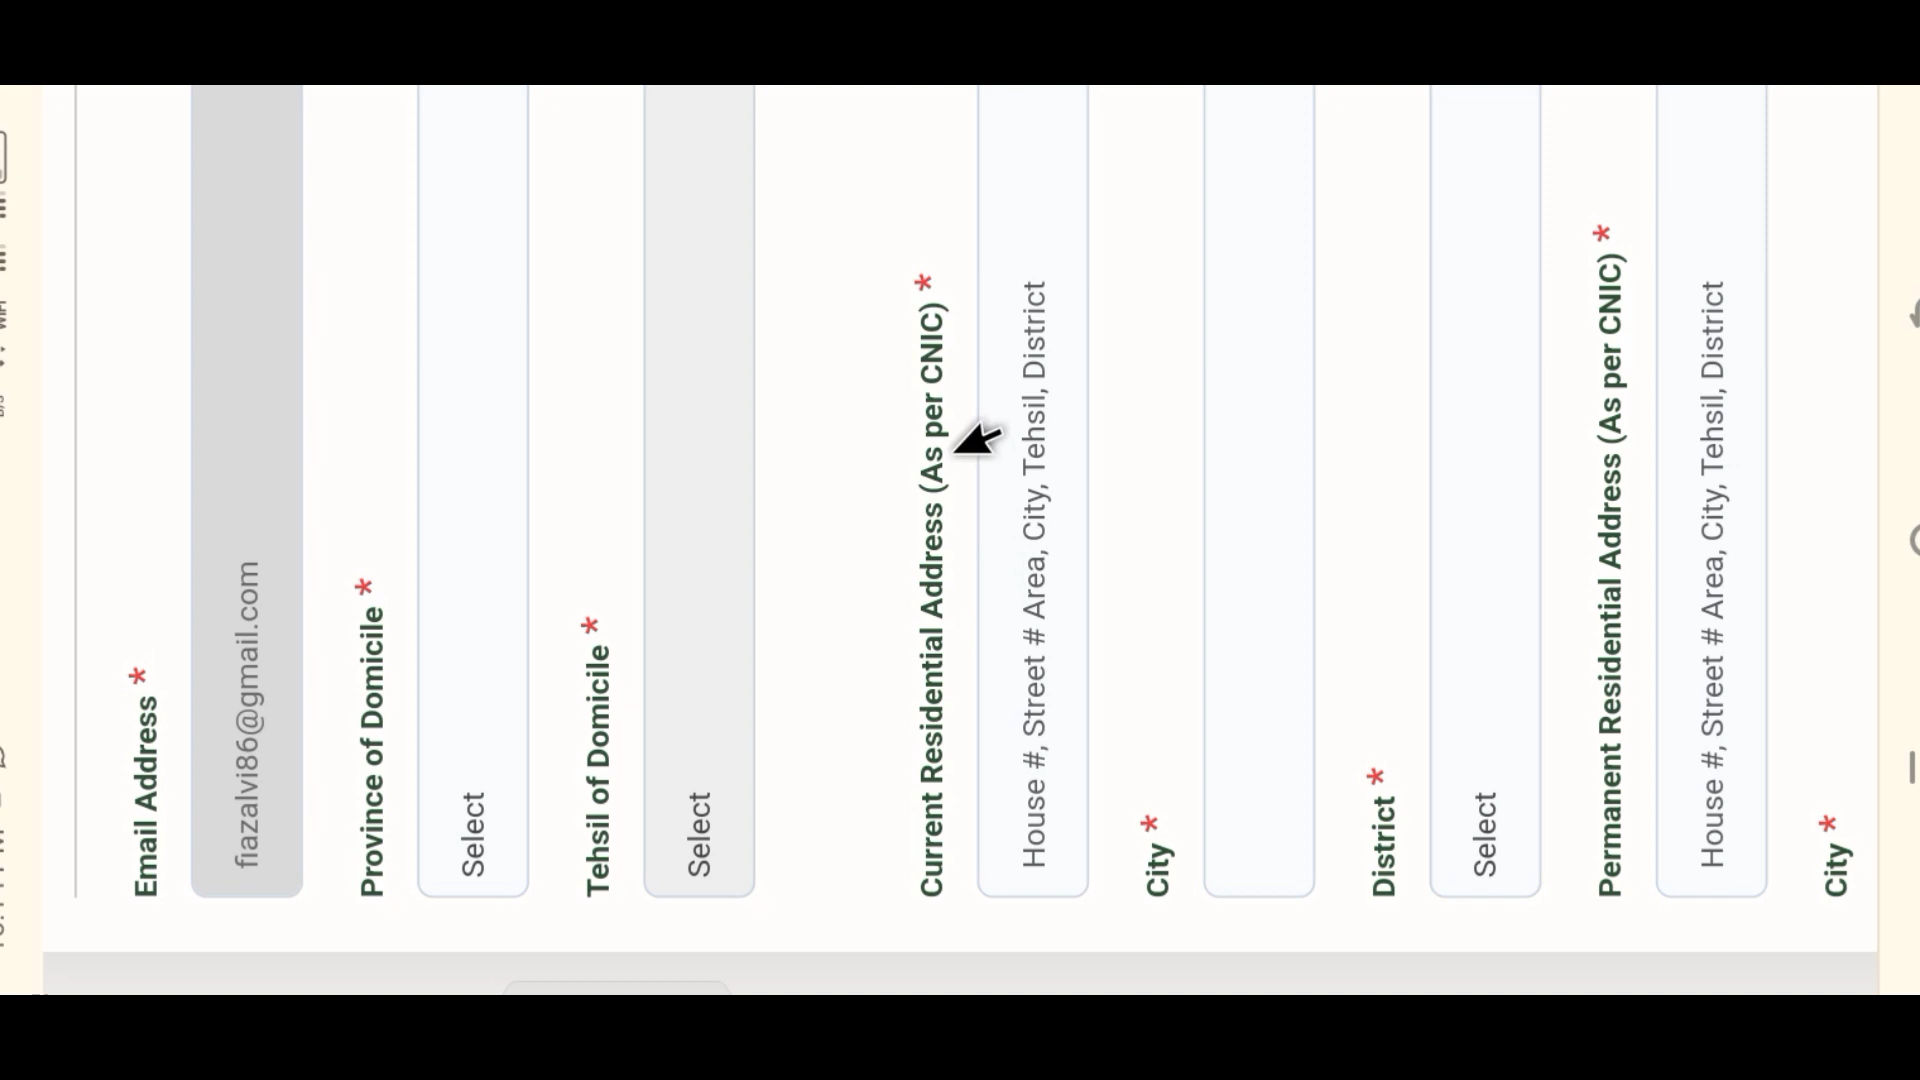 Email Address *
fiazalvi86@gmail.com
Province of Domicile *
Select
Tehsil of Domicile *
Select
Current Residential Address (As per CNIC) *
House #, Street # Area, City, Tehsil, District
City *
District *
Select
Permanent Residential Address (As per CNIC) *
House #, Street # Area, City, Tehsil, District
City *